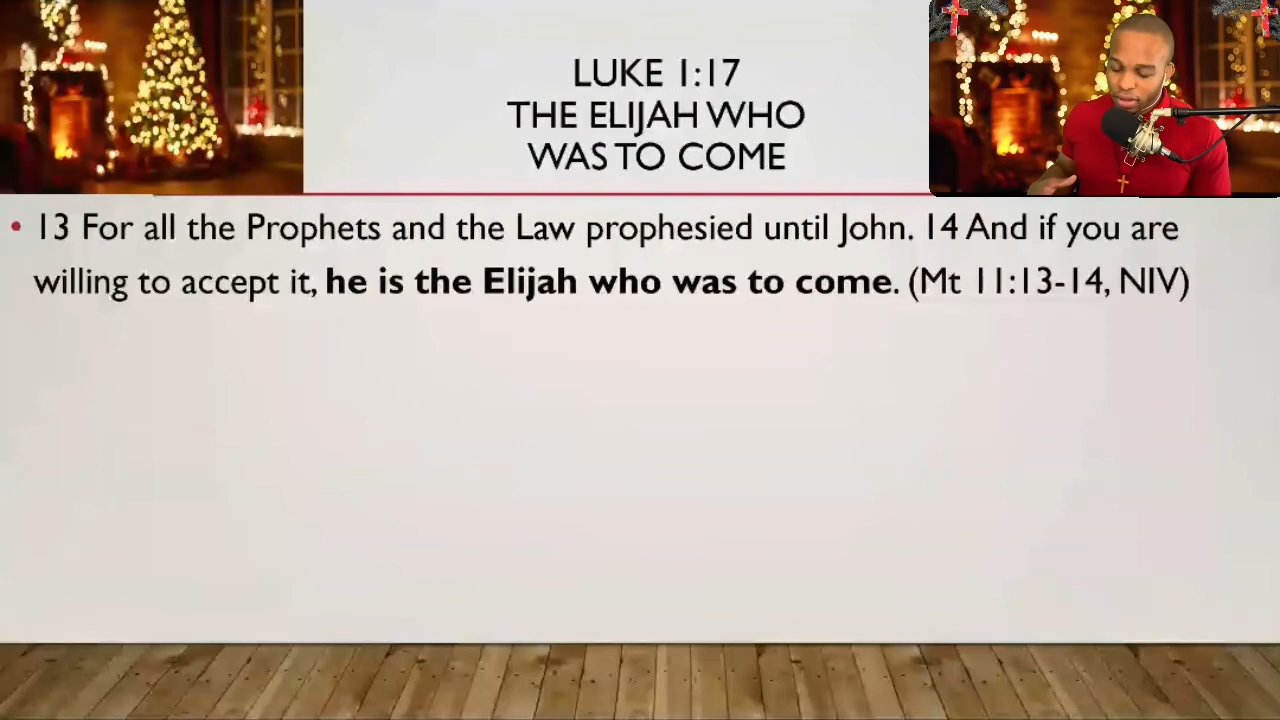 LUKE 1:17
THE ELIJAH WHO
WAS TO COME
• 13 For all the Prophets and the Law prophesied until John. 14 And if you are
willing to accept it, he is the Elijah who was to come. (Mt 11:13-14, NIV)